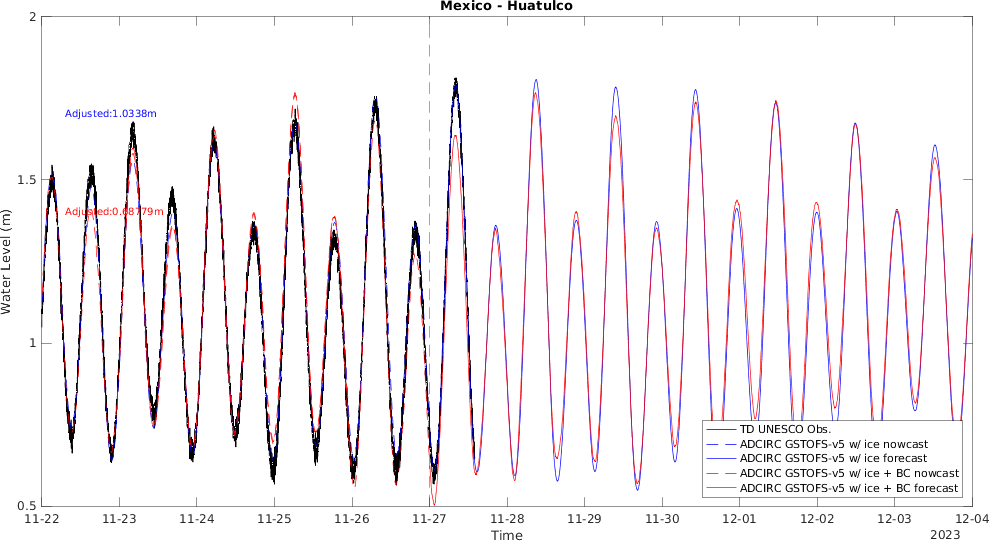 Mexico - Huatulco
Water Level (m)
2
1.5
1
0.5
Adjusted:1.0338m
Adjusted:0.68779m
TD UNESCO Obs.
ADCIRC GSTOFS-v5 w/ ice nowcast
ADCIRC GSTOFS-v5 w/ ice forecast
ADCIRC GSTOFS-v5 w/ ice + BC nowcast
ADCIRC GSTOFS-v5 w/ ice + BC forecast
11-22 11-23 11-24 11-25 11-26 11-27 11-28 11-29 11-30 12-01 12-02 12-03 12-04
Time
2023